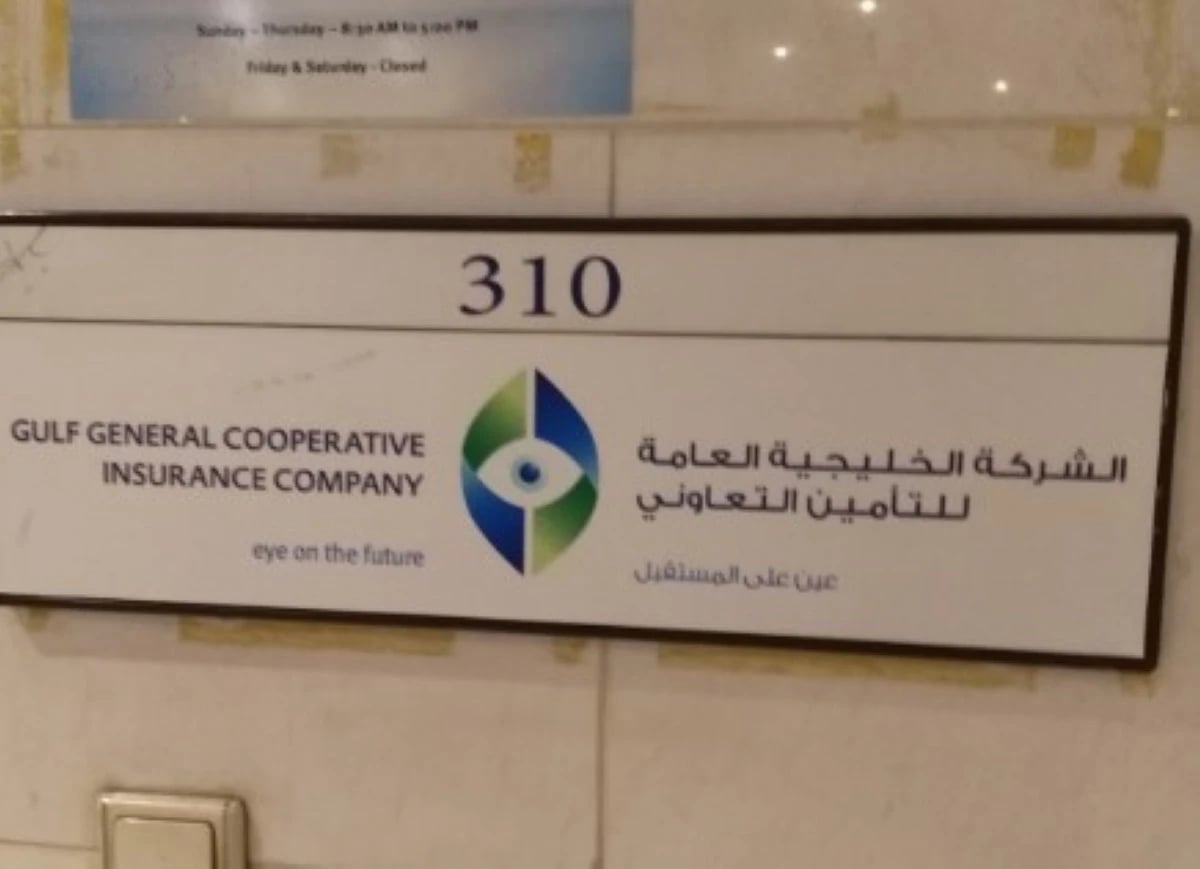 Sunday – Thursday – 8:30 AM to 5:00 PM
Friday & Saturday - Closed
310
GULF GENERAL COOPERATIVE
INSURANCE COMPANY
eye on the future
الشركة الخليجية العامة
للتأمين التعاوني
عين على المستقبل